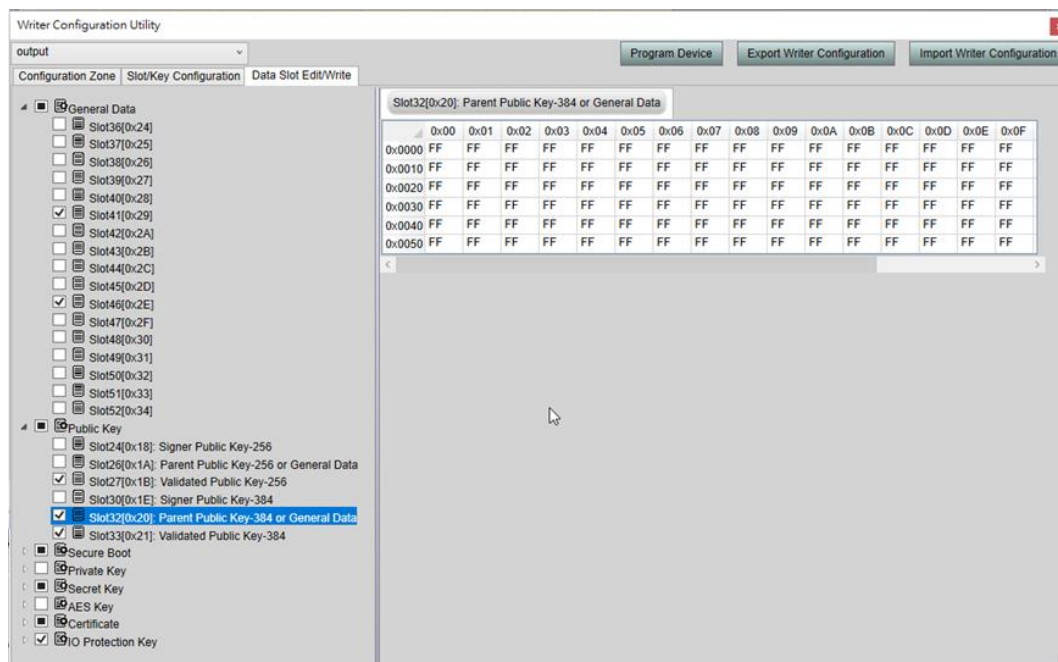 Writer Configuration Utility
output
Program Device
Export Writer Configuration
Import Writer Configuration
Configuration Zone
Slot/Key Configuration
Data Slot Edit/Write
General Data
Slot36[0x24]
Slot37[0x25]
Slot38[0x26]
Slot39[0x27]
Slot40[0x28]
Slot41[0x29]
Slot42[0x2A]
Slot43[0x2B]
Slot44[0x2C]
Slot45[0x2D]
Slot46[0x2E]
Slot47[0x2F]
Slot48[0x30]
Slot49[0x31]
Slot50[0x32]
Slot51[0x33]
Slot52[0x34]
Public Key
Slot24[0x18]: Signer Public Key-256
Slot26[0x1A]: Parent Public Key-256 or General Data
Slot27[0x1B]: Validated Public Key-256
Slot30[0x1E]: Signer Public Key-384
Slot32[0x20]: Parent Public Key-384 or General Data
Slot33[0x21]: Validated Public Key-384
Secure Boot
Private Key
Secret Key
AES Key
Certificate
IO Protection Key
Slot32[0x20]: Parent Public Key-384 or General Data
0x00 0x01 0x02 0x03 0x04 0x05 0x06 0x07 0x08 0x09 0x0A 0x0B 0x0C 0x0D 0x0E 0x0F
0x0000 FF FF FF FF FF FF FF FF FF FF FF FF FF FF FF FF
0x0010 FF FF FF FF FF FF FF FF FF FF FF FF FF FF FF FF
0x0020 FF FF FF FF FF FF FF FF FF FF FF FF FF FF FF FF
0x0030 FF FF FF FF FF FF FF FF FF FF FF FF FF FF FF FF
0x0040 FF FF FF FF FF FF FF FF FF FF FF FF FF FF FF FF
0x0050 FF FF FF FF FF FF FF FF FF FF FF FF FF FF FF FF